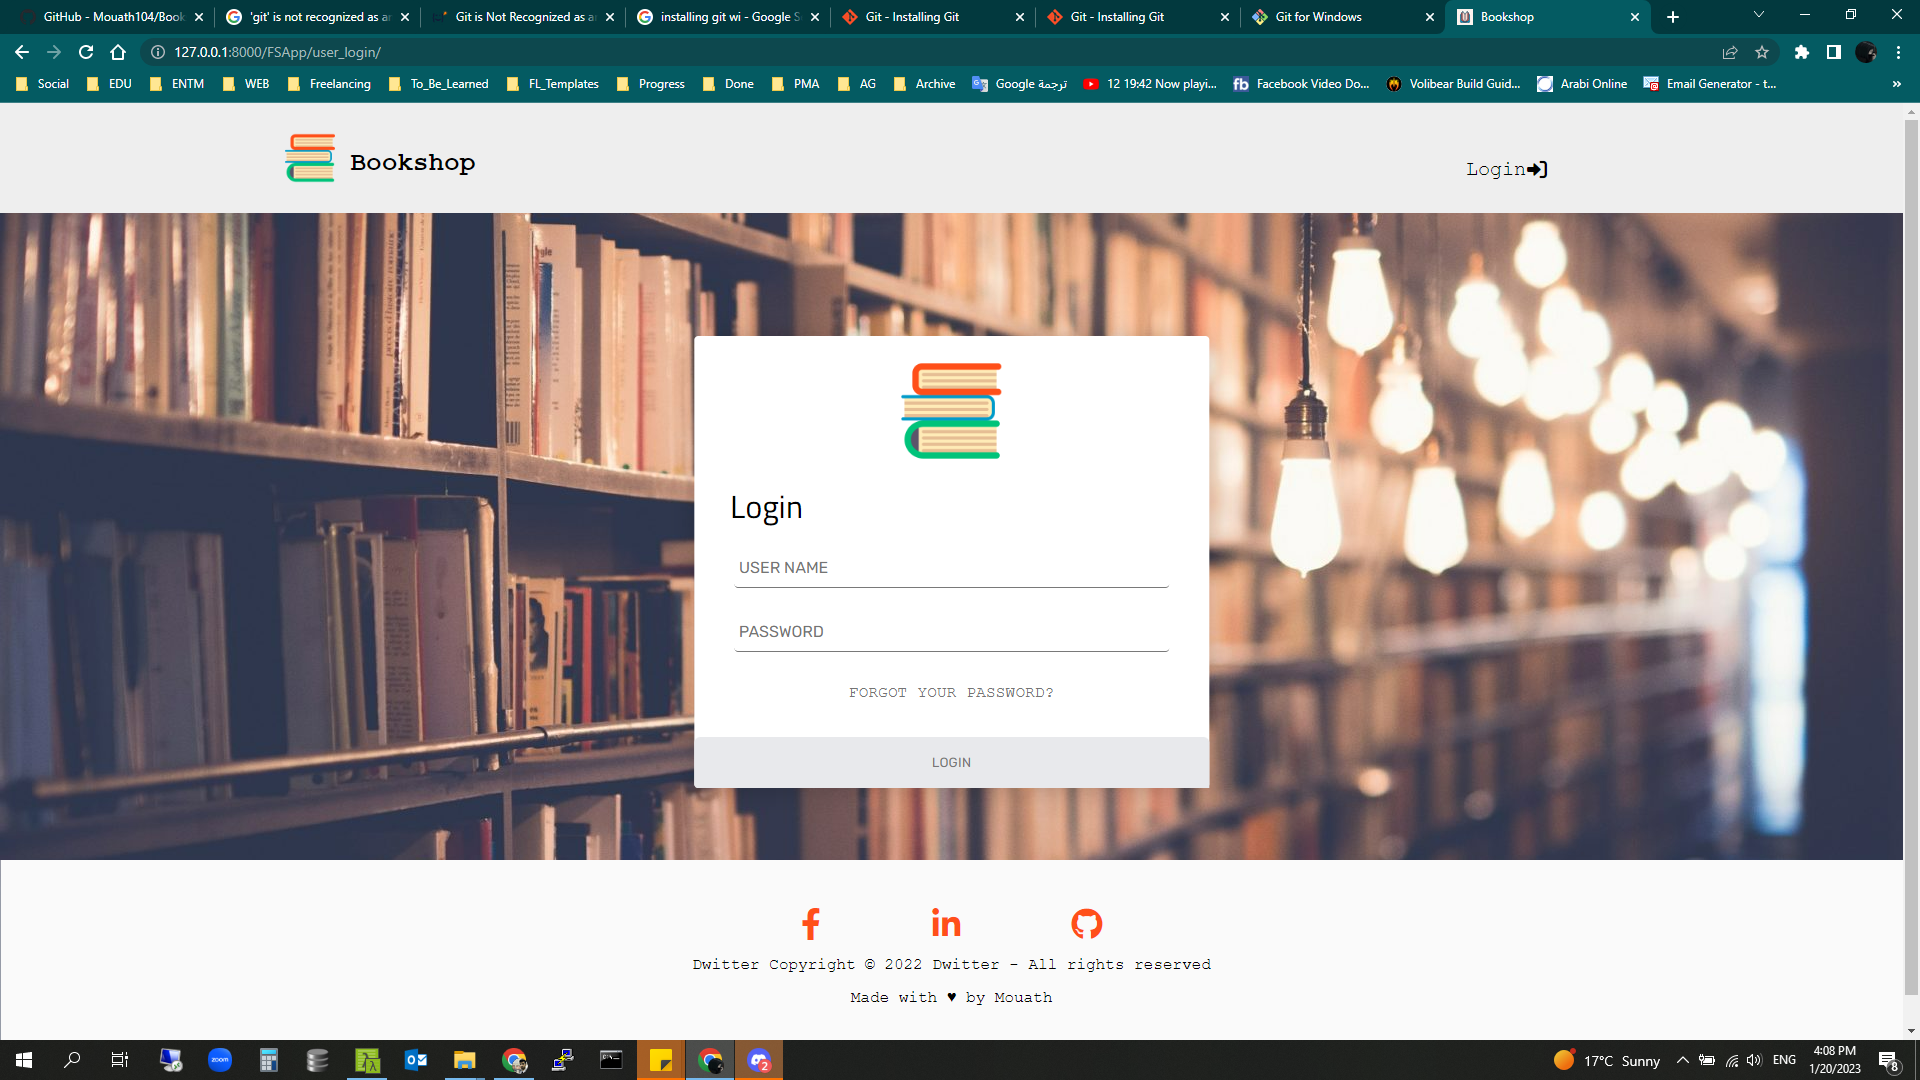 GitHub - Mouath104/Book
'git' is not recognized as a
Git is Not Recognized as a
installing git wi - Google S
Git - Installing Git
Git - Installing Git
Git for Windows
Bookshop
127.0.0.1:8000/FSApp/user_login/
Social
EDU
ENTM
WEB
Freelancing
To_Be_Learned
FL_Templates
Progress
Done
PMA
AG
Archive
Google ترجمة
12 19:42 Now playi...
fb Facebook Video Do...
Volibear Build Guid...
Arabi Online
Email Generator - t...
»
Bookshop
Login
Login
USER NAME
PASSWORD
FORGOT YOUR PASSWORD?
LOGIN
Dwitter Copyright © 2022 Dwitter - All rights reserved
Made with ♥ by Mouath
zoom
2
17°C Sunny
ENG
4:08 PM
1/20/2023
8